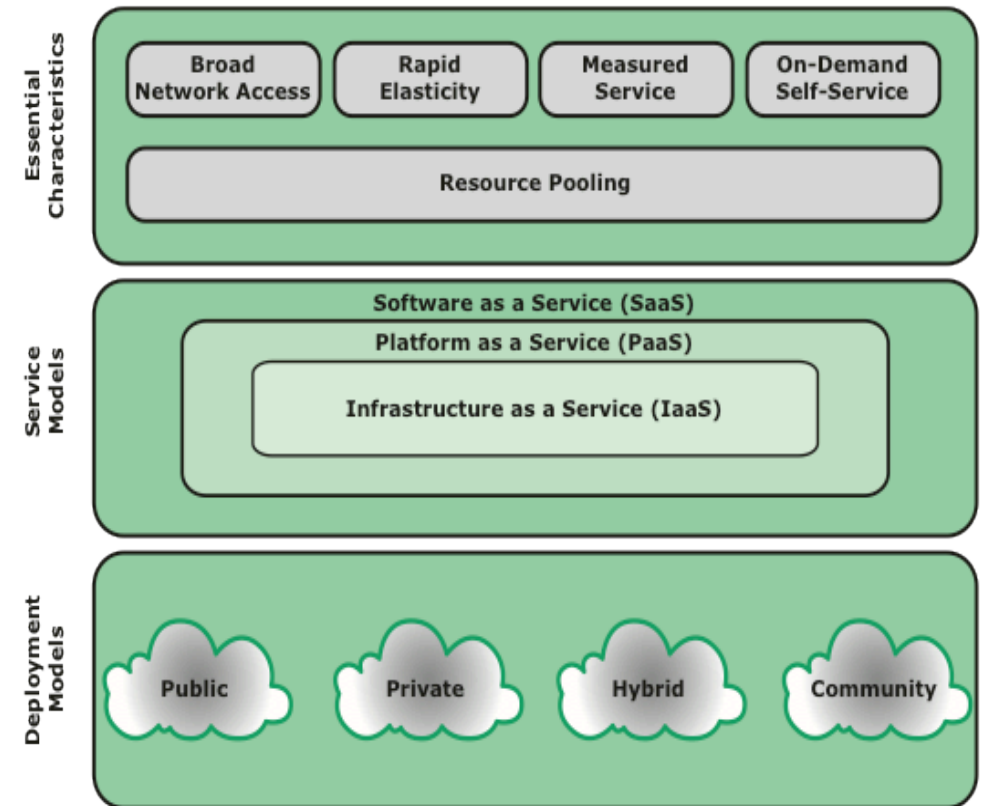 Essential
Characteristics
Broad
Network Access
Rapid
Elasticity
Measured
Service
On-Demand
Self-Service
Resource Pooling
Service
Models
Software as a Service (SaaS)
Platform as a Service (PaaS)
Infrastructure as a Service (IaaS)
Deployment
Models
Public
Private
Hybrid
Community